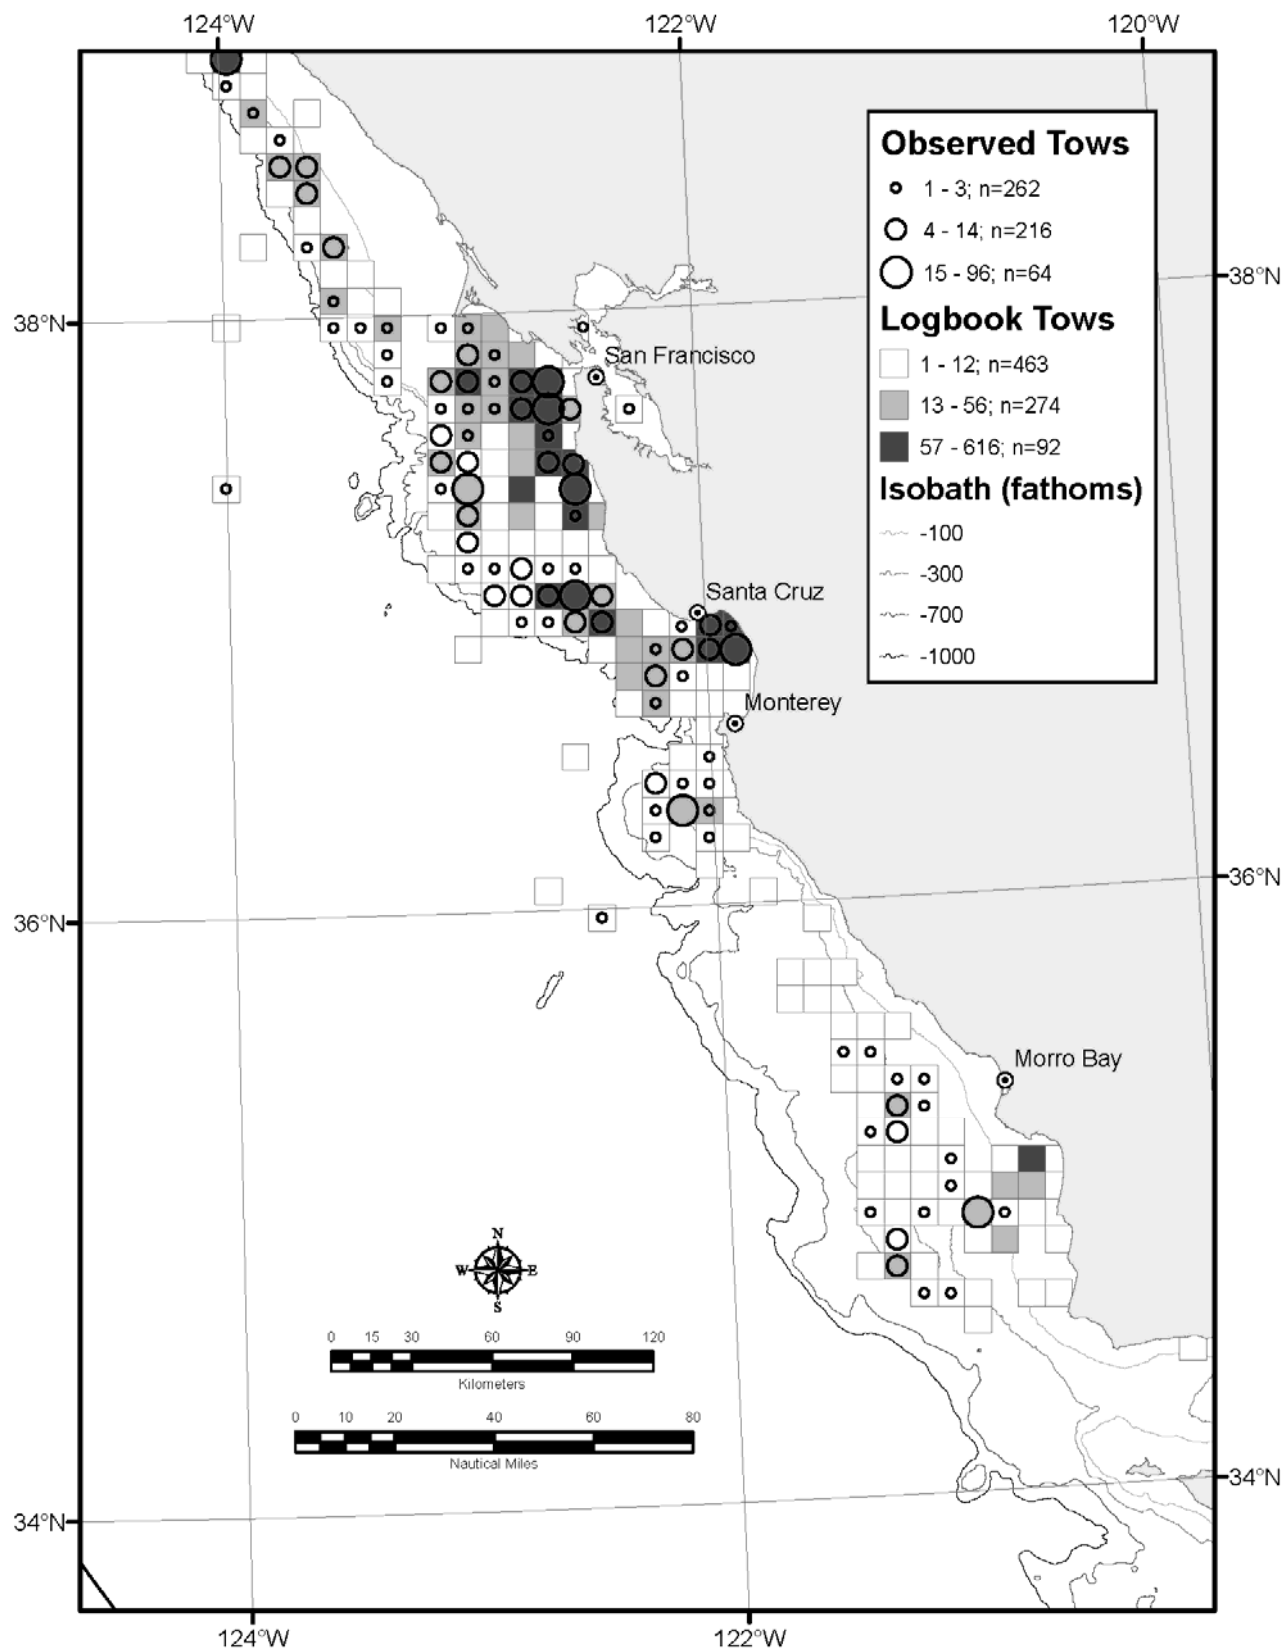 124°W 122°W 120°W
Observed Tows
1 - 3; n=262
4 - 14; n=216
15 - 96; n=64
Logbook Tows
1 - 12; n=463
13 - 56; n=274
57 - 616; n=92
Isobath (fathoms)
-100
-300
-700
-1000
38°N
38°N
San Francisco
Santa Cruz
Monterey
36°N
36°N
Morro Bay
N
W E
S
0 15 30 60 90 120
Kilometers
0 10 20 40 60 80
Nautical Miles
34°N
34°N
124°W 122°W